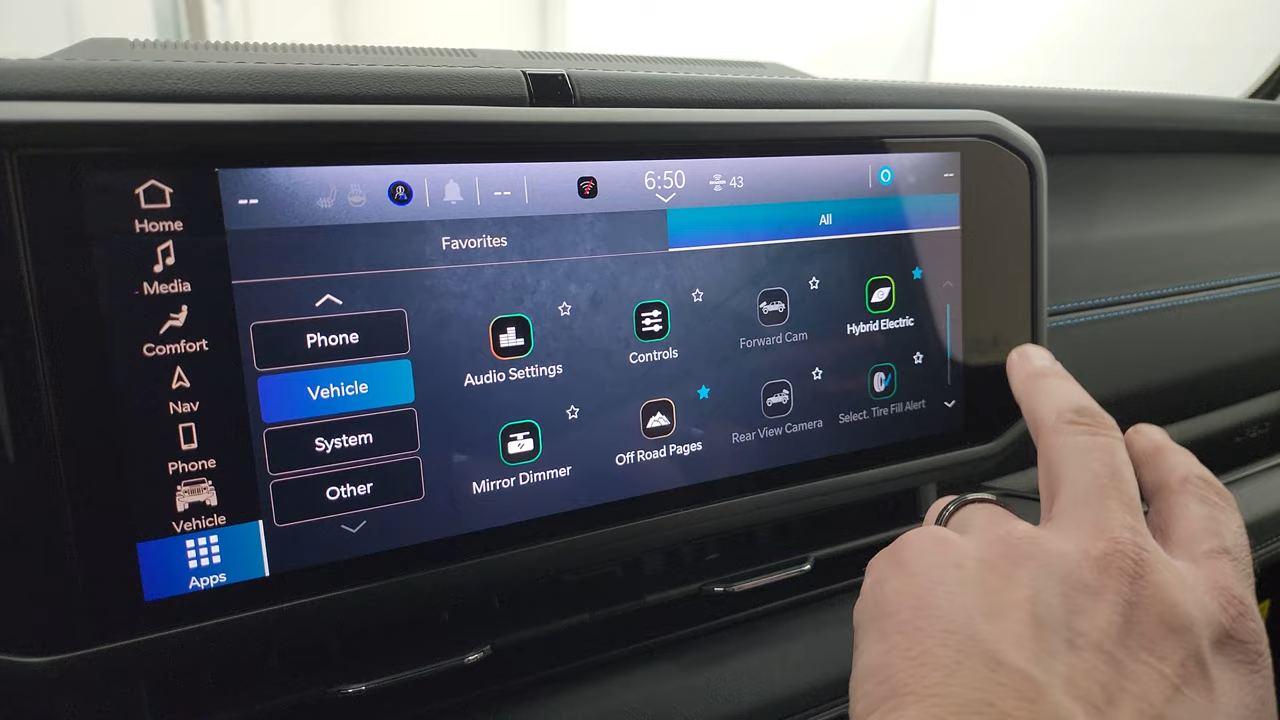 6:50
43
Home
Media
Comfort
Nav
Phone
Vehicle
Apps
Favorites
All
Phone
Vehicle
System
Other
Audio Settings
Controls
Forward Cam
Hybrid Electric
Mirror Dimmer
Off Road Pages
Rear View Camera
Select. Tire Fill Alert